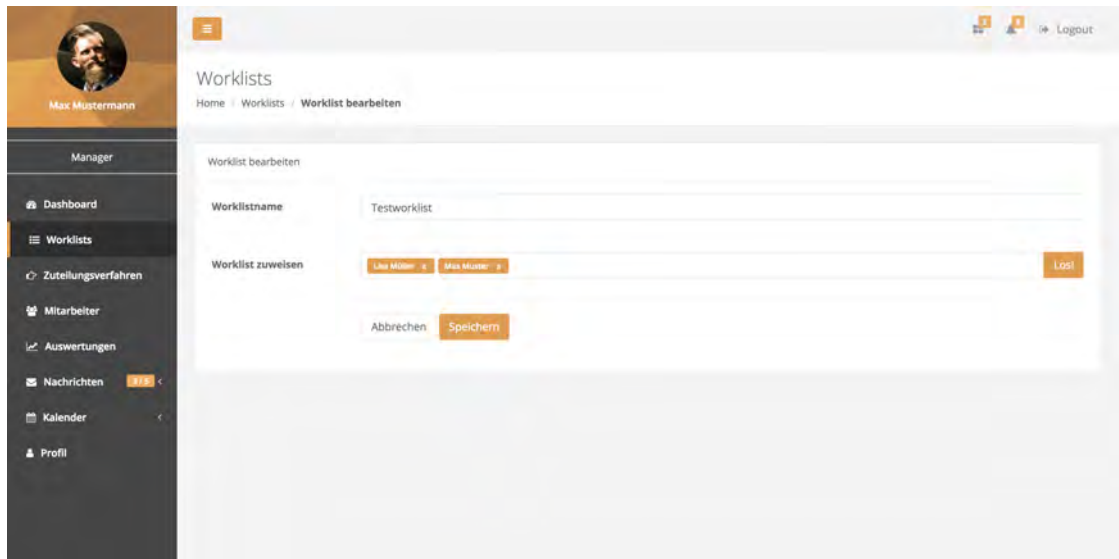 Max Mustermann
Manager
Dashboard
Worklists
Zuteilungsverfahren
Mitarbeiter
Auswertungen
Nachrichten
Kalender
Profil
Logout
Worklists
Home / Worklists / Worklist bearbeiten
Worklist bearbeiten
Worklistname Testworklist
Worklist zuweisen Lisa Müller x Max Muster x Los!
Abbrechen Speichern